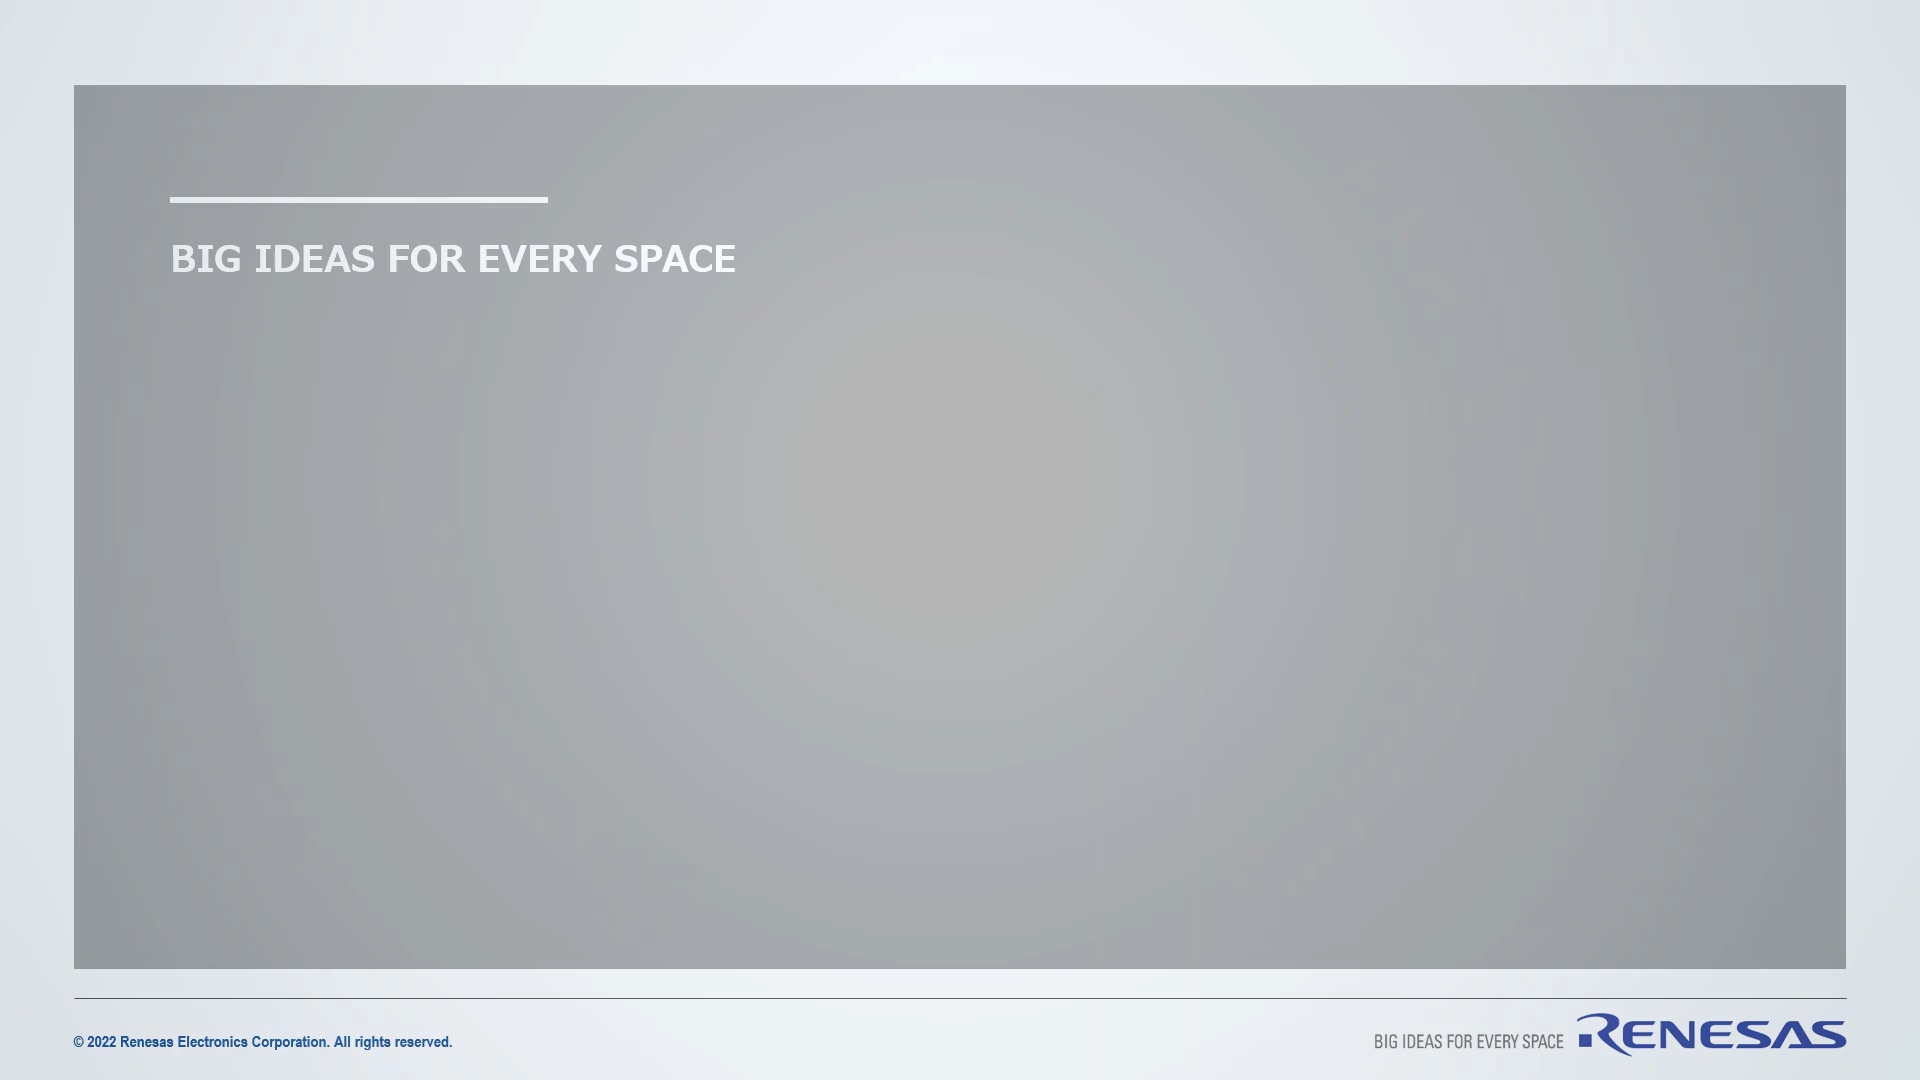 BIG IDEAS FOR EVERY SPACE
© 2022 Renesas Electronics Corporation. All rights reserved.
BIG IDEAS FOR EVERY SPACE RENESAS